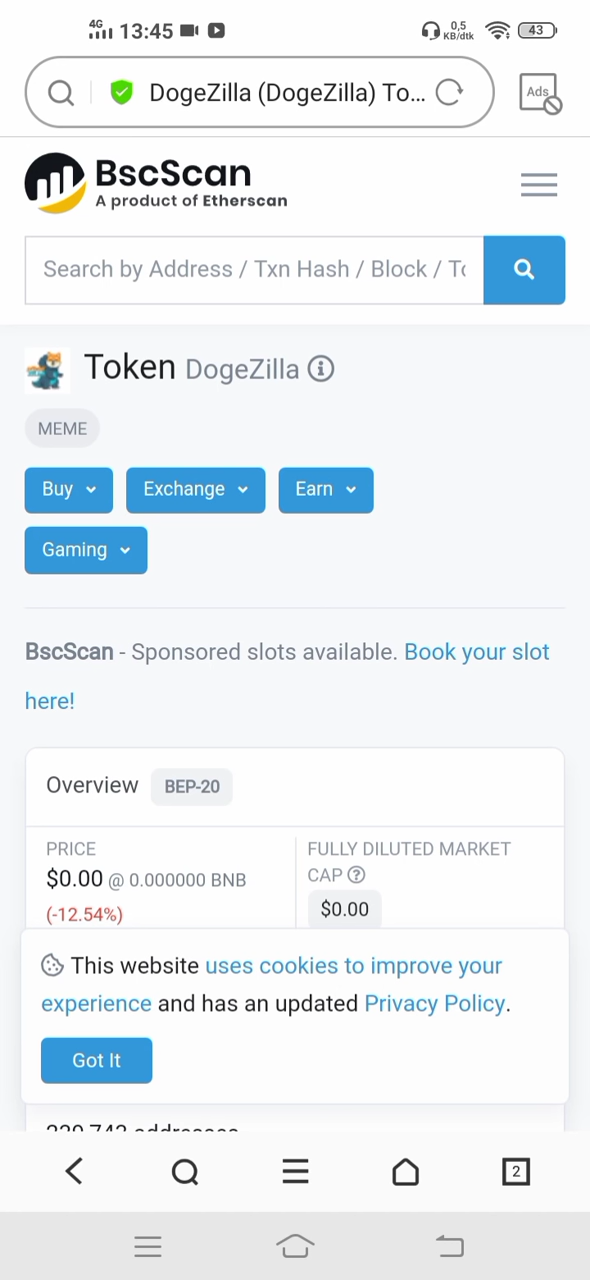 4G 13:45 0,5 KB/dtk 43
DogeZilla (DogeZilla) To... Ads
BscScan
A product of Etherscan
Search by Address / Txn Hash / Block / To
Token DogeZilla
MEME
Buy Exchange Earn
Gaming
BscScan - Sponsored slots available. Book your slot
here!
Overview BEP-20
PRICE
$0.00 @ 0.000000 BNB
(-12.54%)
FULLY DILUTED MARKET
CAP
$0.00
This website uses cookies to improve your
experience and has an updated Privacy Policy.
Got It
addresses
2